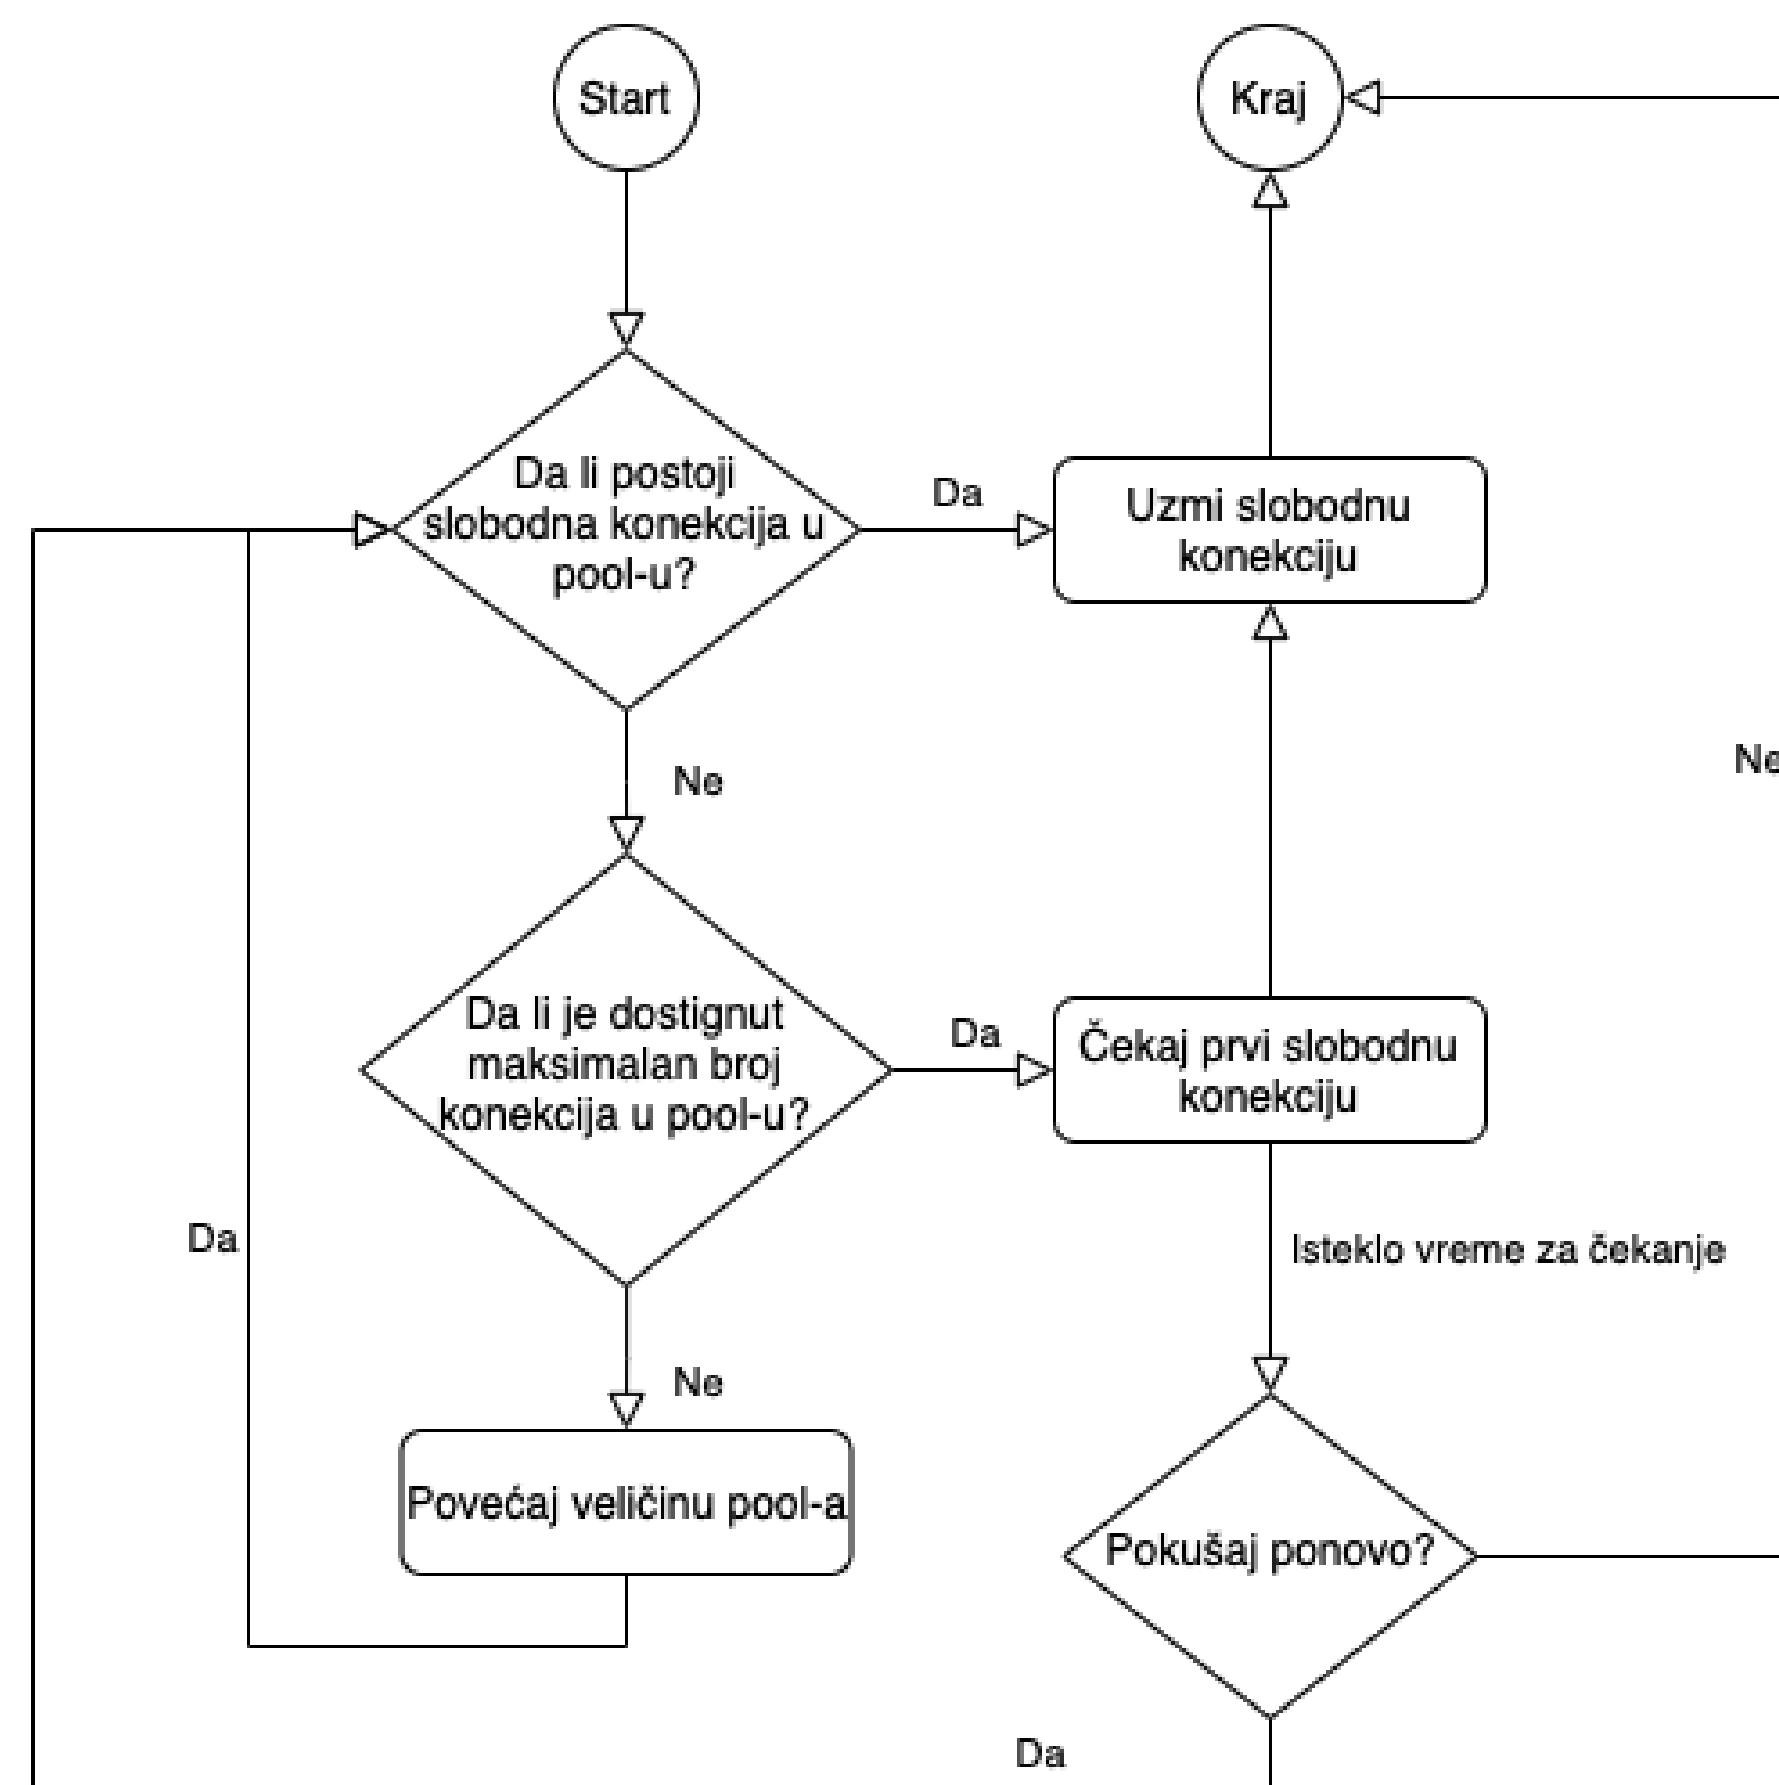 Start
Kraj
Da li postoji
slobodna konekcija u
pool-u?
Da
Uzmi slobodnu
konekciju
Ne
Ne
Da li je dostignut
maksimalan broj
konekcija u pool-u?
Da
Čekaj prvi slobodnu
konekciju
Da
Isteklo vreme za čekanje
Ne
Povećaj veličinu pool-a
Pokušaj ponovo?
Da